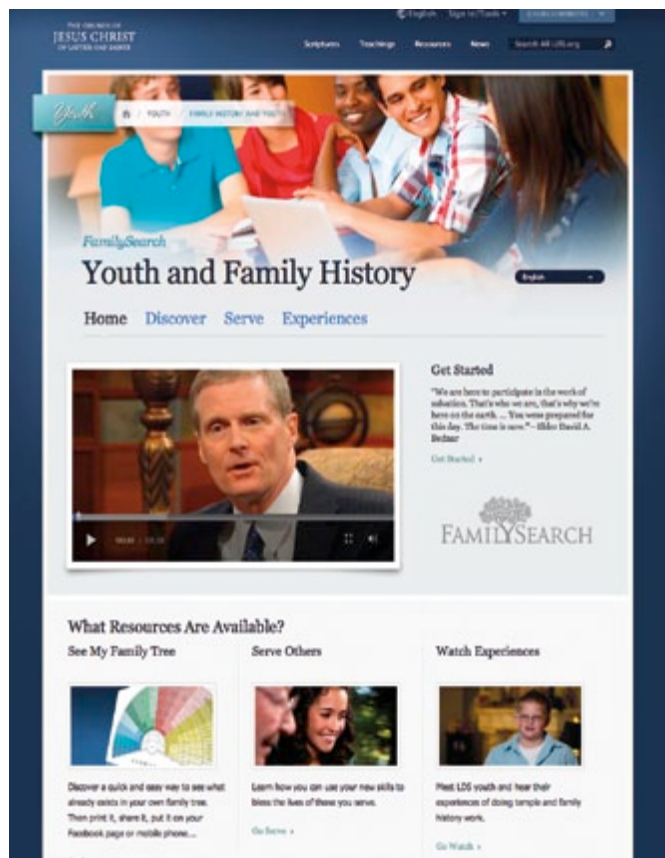 English Sign In/Tools
THE CHURCH OF
JESUS CHRIST
OF LATTER-DAY SAINTS
Scriptures Teachings Resources News Search All LDS.org
Youth
YOUTH / FAMILY HISTORY AND YOUTH
FamilySearch
Youth and Family History
English
Home Discover Serve Experiences
Get Started
"We are here to participate in the work of
salvation. That's who we are, that's why we're
here on the earth. ... You were prepared for
this day. The time is now." – Elder David A.
Bednar
Get Started ›
FAMILYSEARCH
What Resources Are Available?
See My Family Tree
Discover a quick and easy way to see what
already exists in your own family tree.
Then print it, share it, put it on your
Facebook page or mobile phone....
Serve Others
Learn how you can use your new skills to
bless the lives of those you serve.
Go Serve ›
Watch Experiences
Meet LDS youth and hear their
experiences of doing temple and family
history work.
Go Watch ›